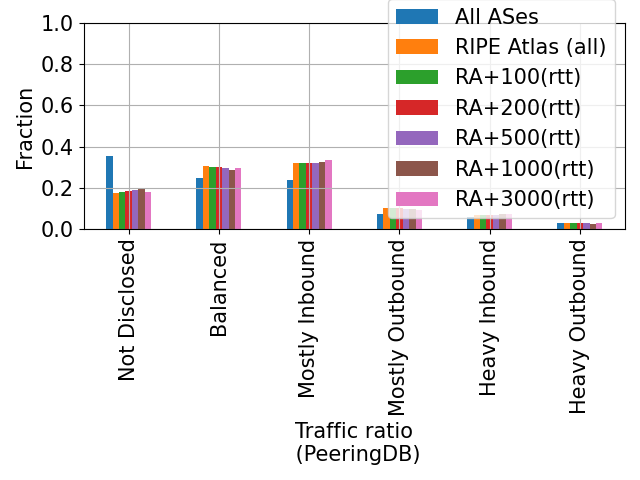 All ASes
RIPE Atlas (all)
RA+100(rtt)
RA+200(rtt)
RA+500(rtt)
RA+1000(rtt)
RA+3000(rtt)
Fraction
1.0
0.8
0.6
0.4
0.2
0.0
Not Disclosed
Balanced
Mostly Inbound
Mostly Outbound
Heavy Inbound
Heavy Outbound
Traffic ratio
(PeeringDB)